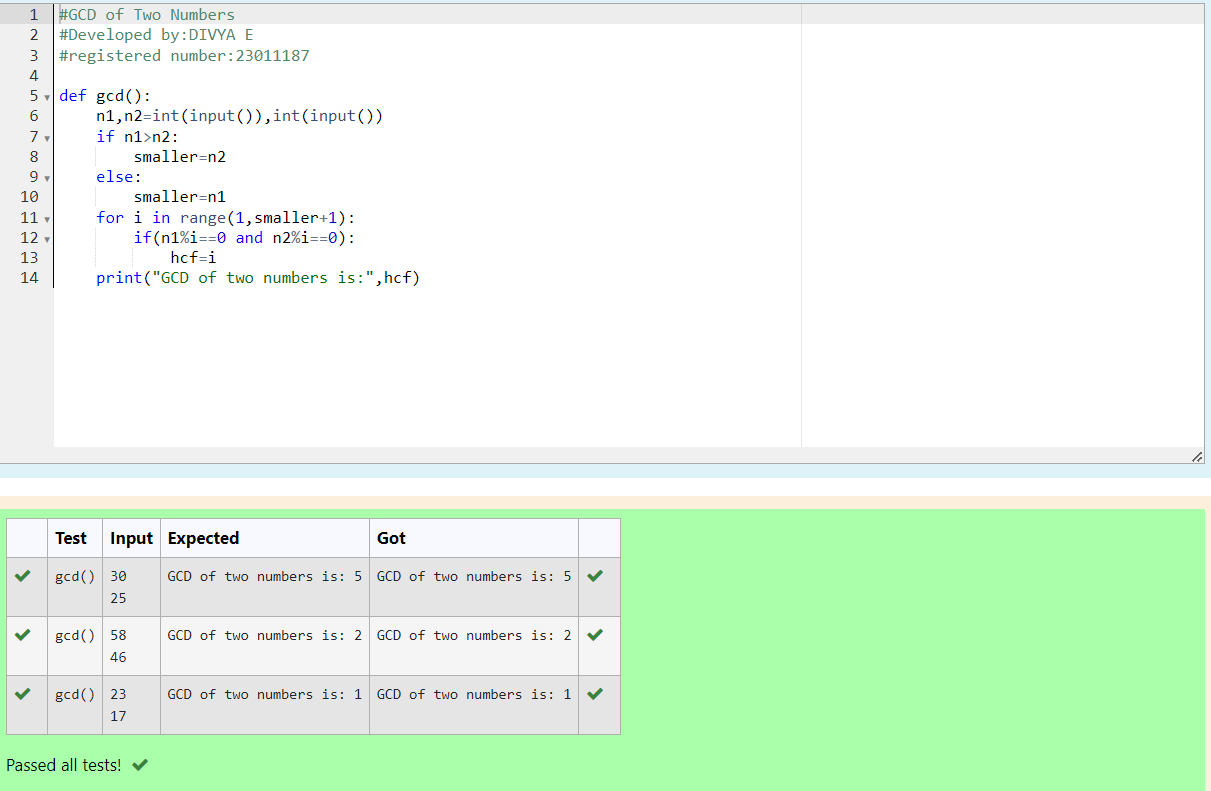 1 #GCD of Two Numbers
2 #Developed by:DIVYA E
3 #registered number:23011187
4
5 def gcd():
6     n1,n2=int(input()),int(input())
7     if n1>n2:
8         smaller=n2
9     else:
10         smaller=n1
11     for i in range(1,smaller+1):
12         if(n1%i==0 and n2%i==0):
13             hcf=i
14     print("GCD of two numbers is:",hcf)
Test Input Expected Got
gcd() 30 GCD of two numbers is: 5 GCD of two numbers is: 5
25
gcd() 58 GCD of two numbers is: 2 GCD of two numbers is: 2
46
gcd() 23 GCD of two numbers is: 1 GCD of two numbers is: 1
17
Passed all tests!